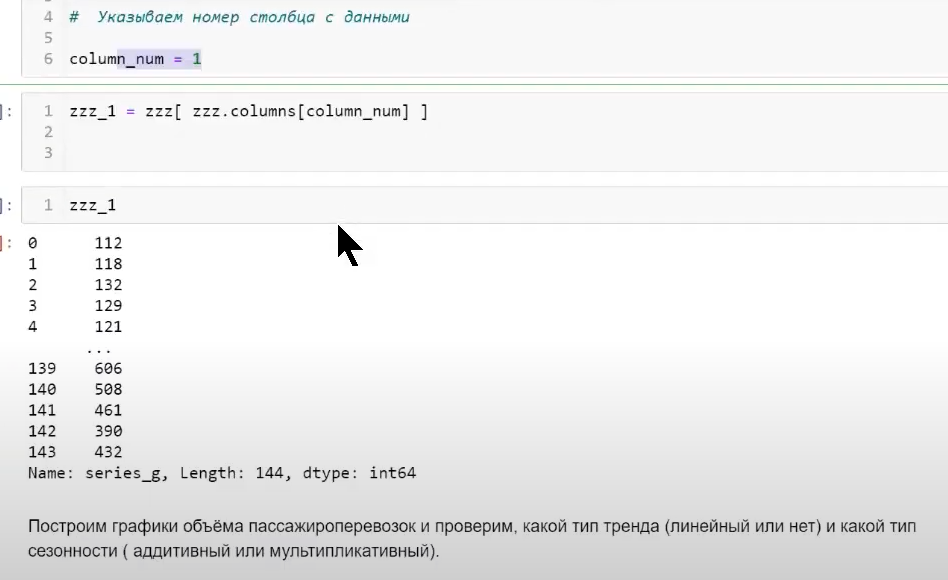 4 # Указываем номер столбца с данными
5
6 column_num = 1
]: 1 zzz_1 = zzz[ zzz.columns[column_num] ]
2
3
]: 1 zzz_1
]: 0 112
1 118
2 132
3 129
4 121
...
139 606
140 508
141 461
142 390
143 432
Name: series_g, Length: 144, dtype: int64
Построим графики объёма пассажироперевозок и проверим, какой тип тренда (линейный или нет) и какой тип
сезонности ( аддитивный или мультипликативный).